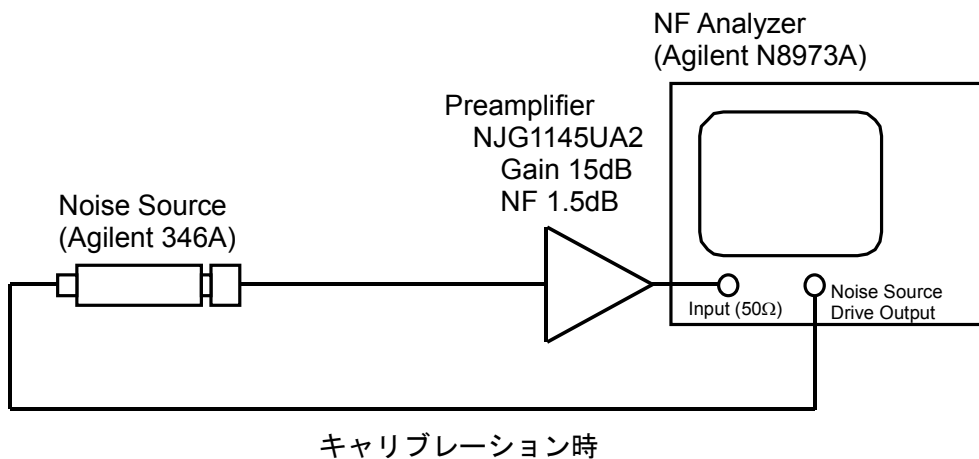 NF Analyzer
(Agilent N8973A)
Preamplifier
NJG1145UA2
Gain 15dB
NF 1.5dB
Noise Source
(Agilent 346A)
Input (50Ω)
Noise Source
Drive Output
キャリブレーション時